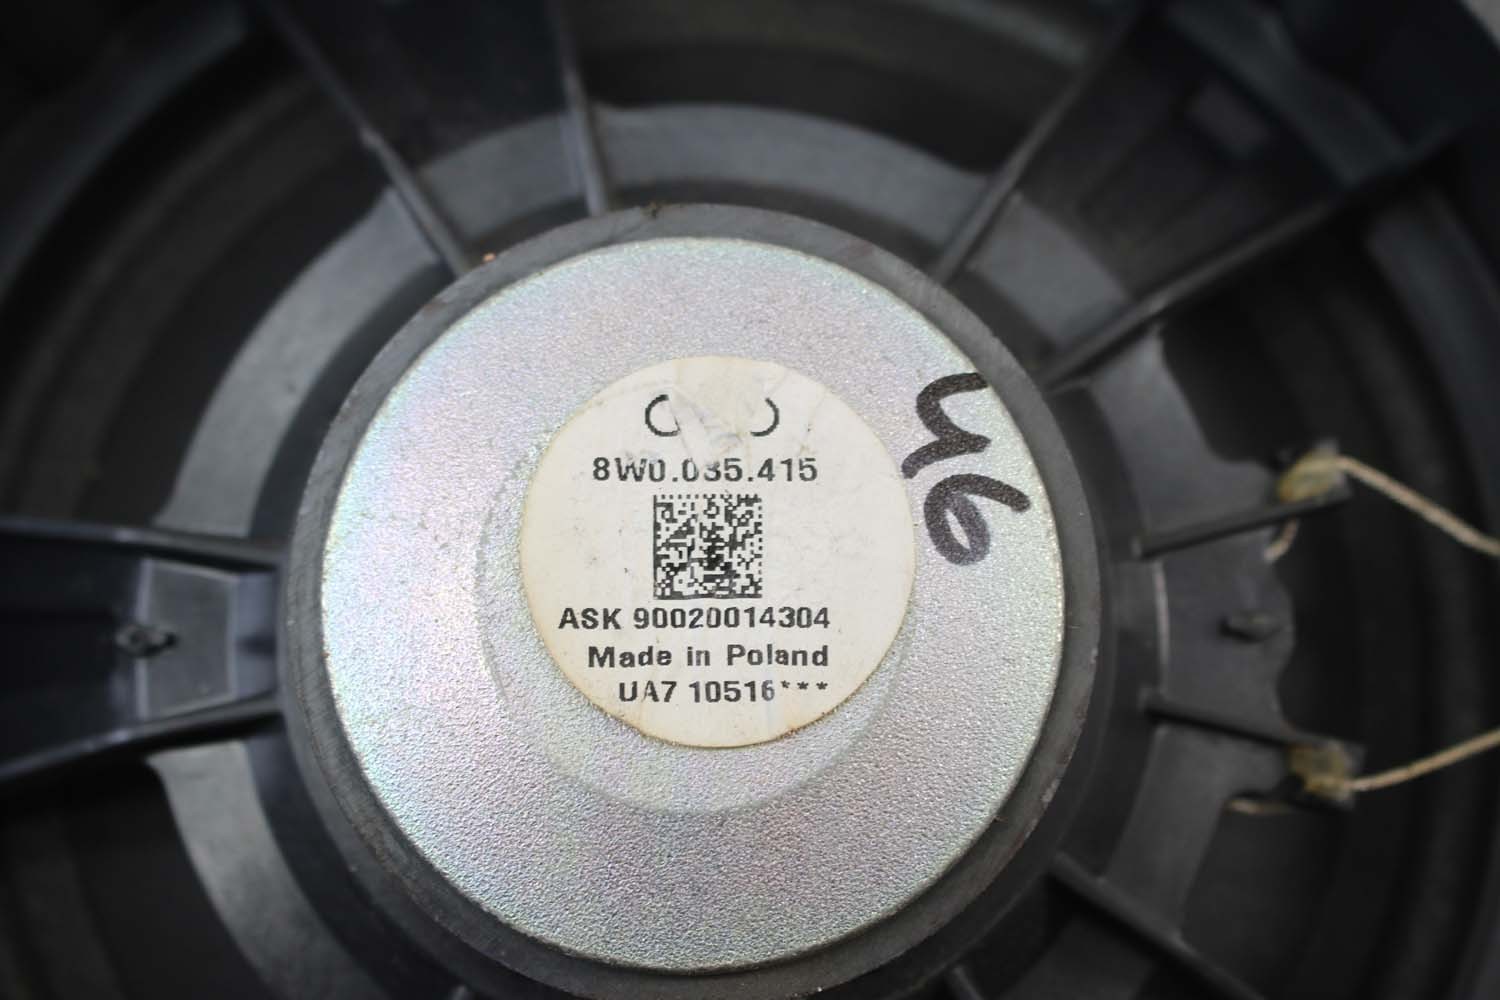 8W0.035.415
ASK 90020014304
Made in Poland
UA7 10516***
46